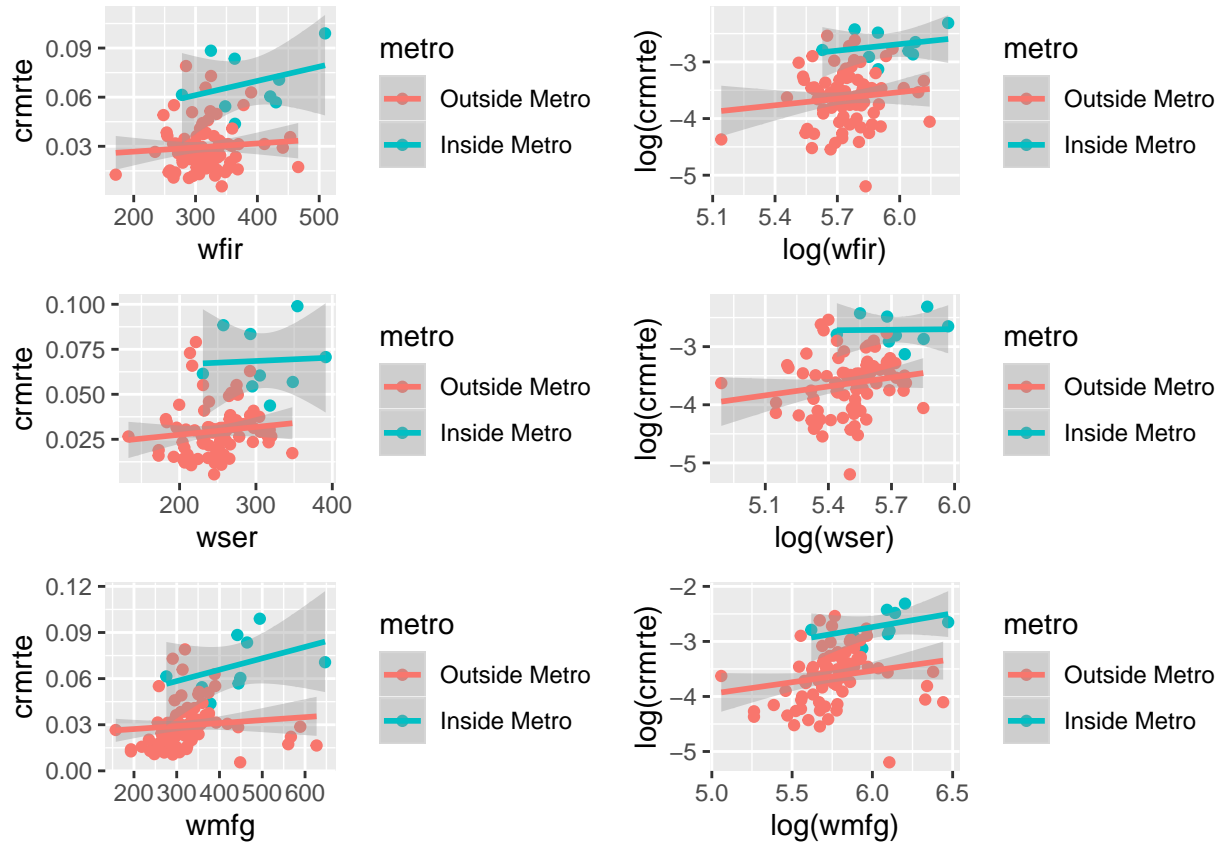 crmrte
0.09
0.06
0.03
200 300 400 500
wfir
metro
Outside Metro
Inside Metro
log(crmrte)
−3
−4
−5
5.1 5.4 5.7 6.0
log(wfir)
metro
Outside Metro
Inside Metro
crmrte
0.100
0.075
0.050
0.025
200 300 400
wser
metro
Outside Metro
Inside Metro
log(crmrte)
−3
−4
−5
5.1 5.4 5.7 6.0
log(wser)
metro
Outside Metro
Inside Metro
crmrte
0.12
0.09
0.06
0.03
0.00
200 300 400 500 600
wmfg
metro
Outside Metro
Inside Metro
log(crmrte)
−2
−3
−4
−5
5.0 5.5 6.0 6.5
log(wmfg)
metro
Outside Metro
Inside Metro